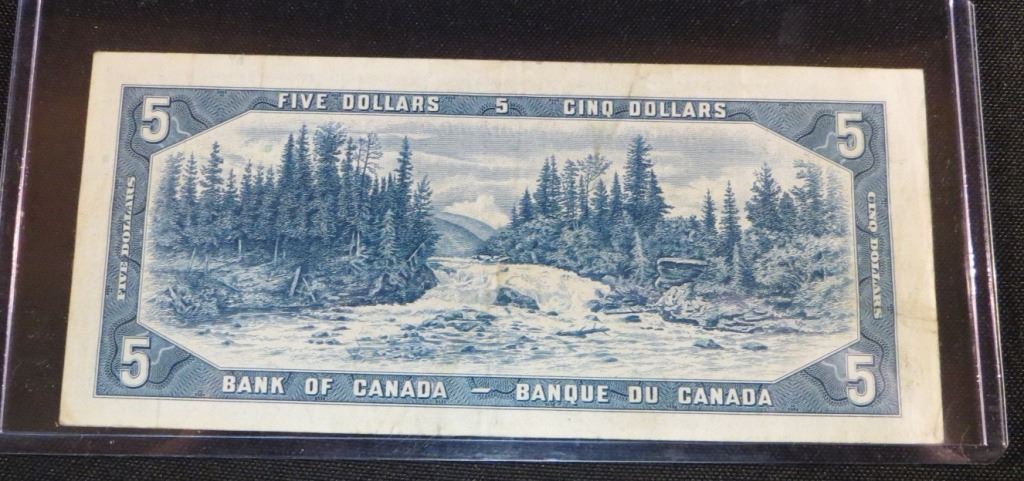 5 FIVE DOLLARS 5 CINQ DOLLARS 5
FIVE DOLLARS
CINQ DOLLARS
5 BANK OF CANADA — BANQUE DU CANADA 5